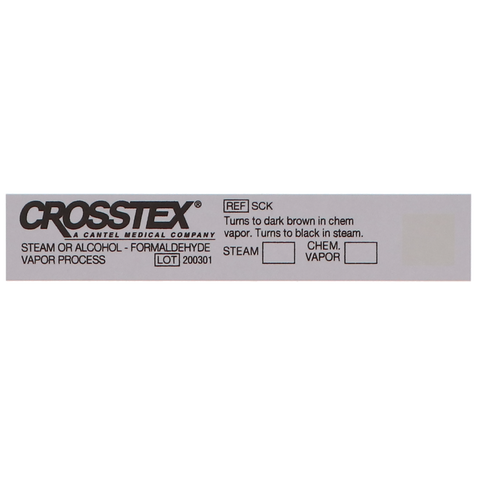 CROSSTEX®
A CANTEL MEDICAL COMPANY
STEAM OR ALCOHOL - FORMALDEHYDE
VAPOR PROCESS LOT 200301
REF SCK
Turns to dark brown in chem
vapor. Turns to black in steam.
STEAM CHEM.
VAPOR